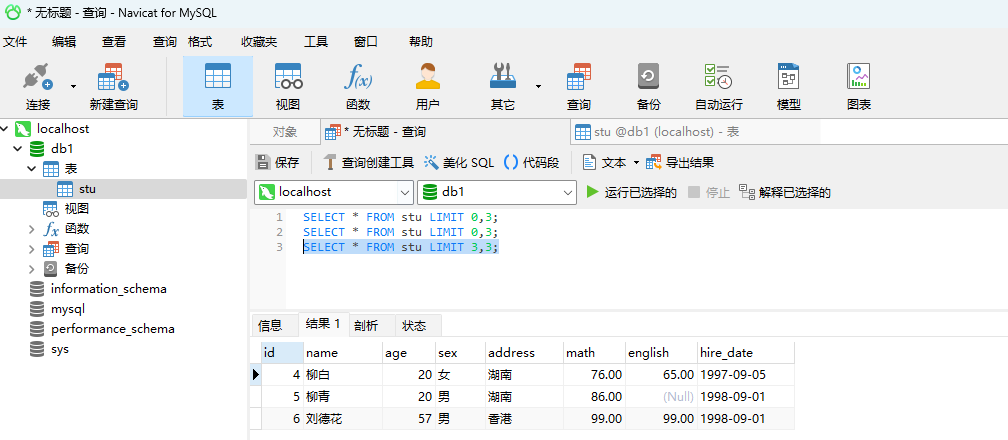 * 无标题 - 查询 - Navicat for MySQL
文件 编辑 查看 查询 格式 收藏夹 工具 窗口 帮助
连接 新建查询 表 视图 函数 用户 其它 查询 备份 自动运行 模型 图表
localhost
db1
表
stu
视图
函数
查询
备份
information_schema
mysql
performance_schema
sys
对象 * 无标题 - 查询 stu @db1 (localhost) - 表
保存 查询创建工具 美化 SQL 代码段 文本 导出结果
localhost db1 运行已选择的 停止 解释已选择的
1 SELECT * FROM stu LIMIT 0,3;
2 SELECT * FROM stu LIMIT 0,3;
3 SELECT * FROM stu LIMIT 3,3;
信息 结果 1 剖析 状态
id name age sex address math english hire_date
4 柳白 20 女 湖南 76.00 65.00 1997-09-05
5 柳青 20 男 湖南 86.00 (Null) 1998-09-01
6 刘德花 57 男 香港 99.00 99.00 1998-09-01